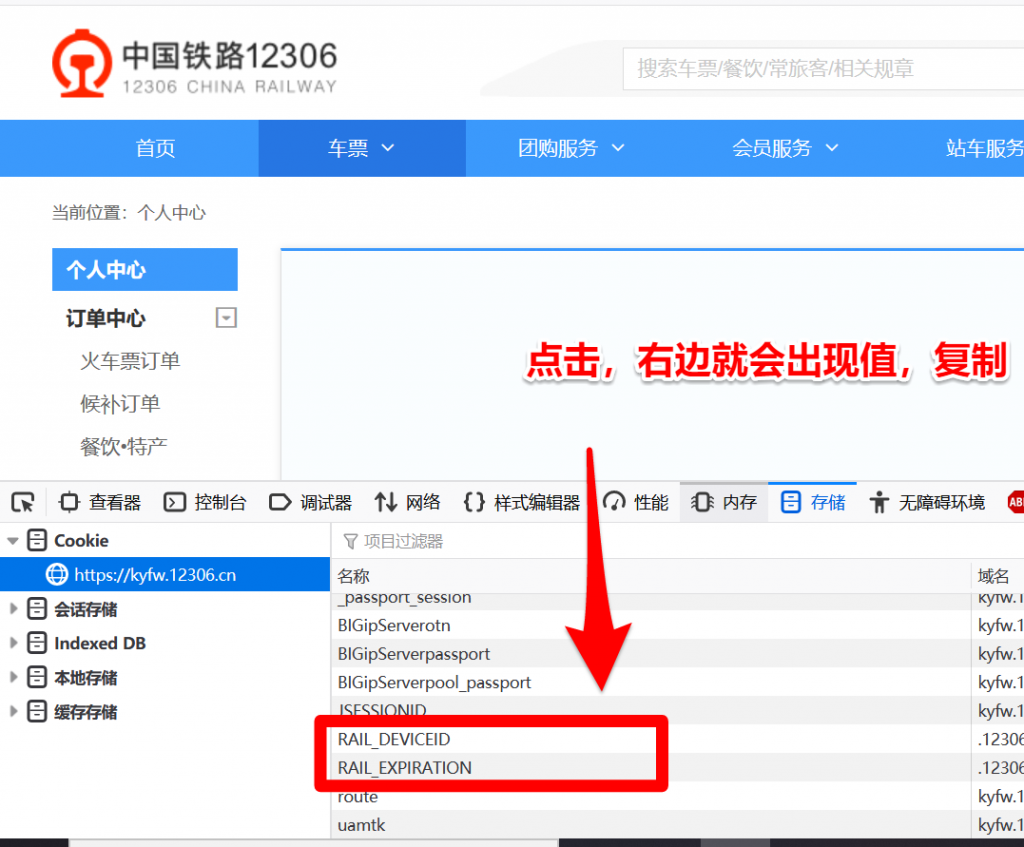 中国铁路12306
12306 CHINA RAILWAY
搜索车票/餐饮/常旅客/相关规章
首页 车票 团购服务 会员服务 站车服务
当前位置：个人中心
个人中心
订单中心
火车票订单
候补订单
餐饮•特产
点击，右边就会出现值，复制
查看器 控制台 调试器 网络 样式编辑器 性能 内存 存储 无障碍环境 AB
Cookie
https://kyfw.12306.cn
会话存储
Indexed DB
本地存储
缓存存储
项目过滤器
名称 域名
_passport_session kyfw.1
BIGipServerotn kyfw.1
BIGipServerpassport kyfw.1
BIGipServerpool_passport kyfw.1
JSESSIONID kyfw.1
RAIL_DEVICEID .12306
RAIL_EXPIRATION .12306
route kyfw.1
uamtk kyfw.1